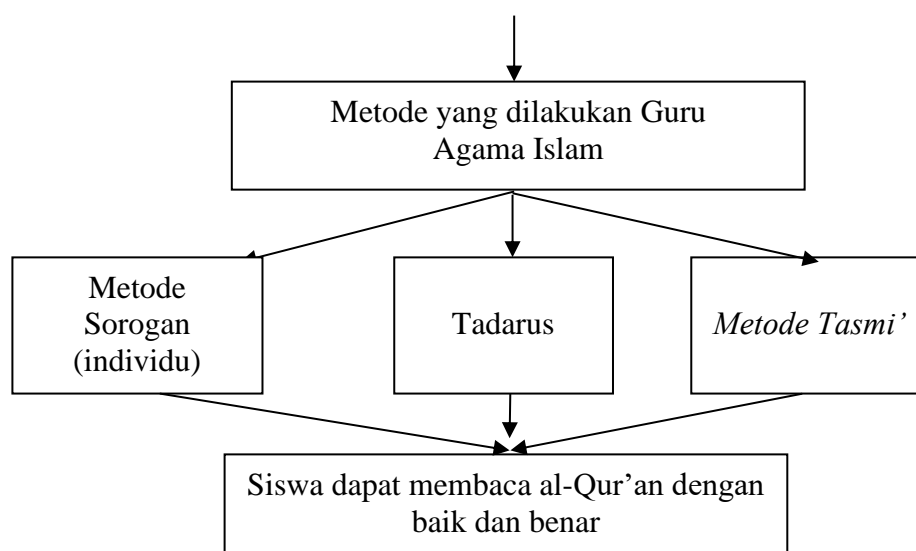 Metode yang dilakukan Guru
Agama Islam
Metode
Sorogan
(individu)
Tadarus
Metode Tasmi’
Siswa dapat membaca al-Qur’an dengan
baik dan benar